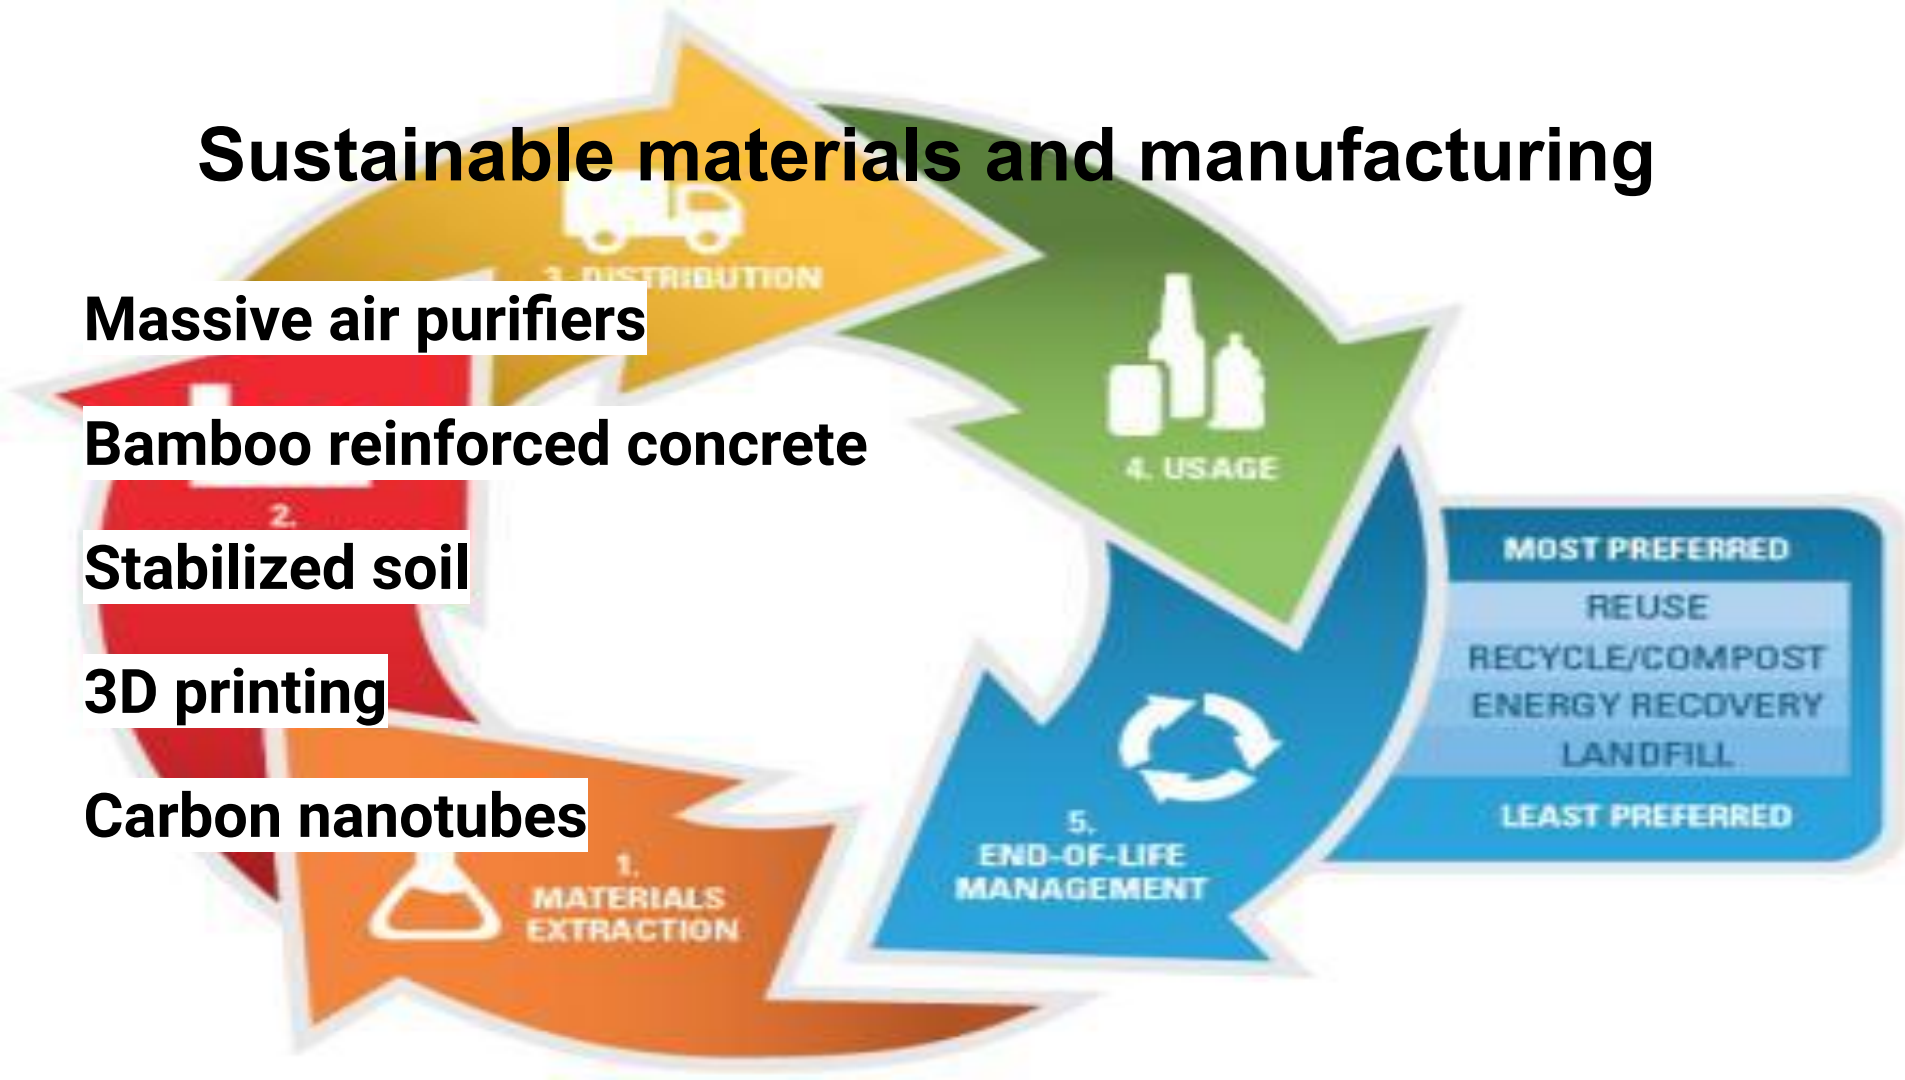 Sustainable materials and manufacturing
3. DISTRIBUTION
Massive air purifiers
Bamboo reinforced concrete
4. USAGE
2.
Stabilized soil
MOST PREFERRED
REUSE
RECYCLE/COMPOST
ENERGY RECOVERY
LANDFILL
LEAST PREFERRED
3D printing
Carbon nanotubes
5.
END-OF-LIFE
MANAGEMENT
1.
MATERIALS
EXTRACTION